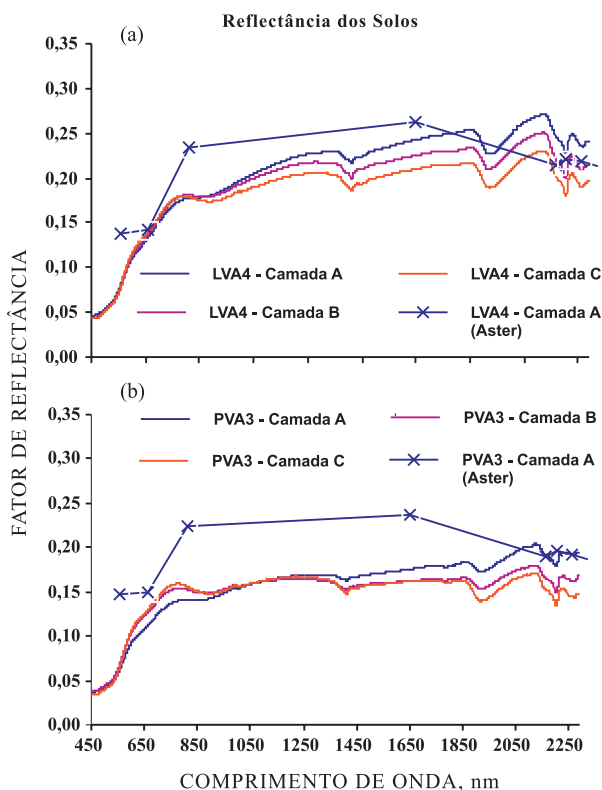 Reflectância dos Solos
(a)
0,35
0,30
0,25
0,20
0,15
0,10
0,05
0,00
LVA4 - Camada A
LVA4 - Camada C
LVA4 - Camada B
LVA4 - Camada A
(Aster)
FATOR DE REFLECTÂNCIA
(b)
0,35
0,30
0,25
0,20
0,15
0,10
0,05
0,00
PVA3 - Camada A
PVA3 - Camada B
PVA3 - Camada C
PVA3 - Camada A
(Aster)
450 650 850 1050 1250 1450 1650 1850 2050 2250
COMPRIMENTO DE ONDA, nm